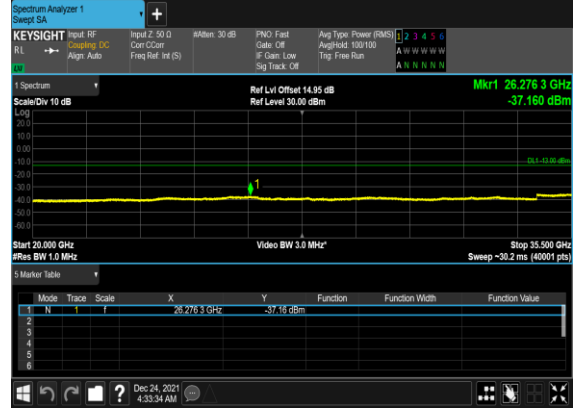 Spectrum Analyzer 1
Swept SA
+
KEYSIGHT Input: RF Input Z: 50 Ω #Atten: 30 dB PNO: Fast Avg Type: Power (RMS) 1 2 3 4 5 6
RL Coupling: DC Corr CCorr Gate: Off Avg|Hold: 100/100 A W W W W W
Align: Auto Freq Ref: Int (S) IF Gain: Low Trig: Free Run
Sig Track: Off A N N N N N
LU
1 Spectrum Ref Lvl Offset 14.95 dB Mkr1 26.276 3 GHz
Scale/Div 10 dB Ref Level 30.00 dBm -37.160 dBm
Log
20.0
10.0
0.00
-10.0
DL1 -13.00 dBm
-20.0
1
-30.0
-40.0
-50.0
-60.0
Start 20.000 GHz Video BW 3.0 MHz* Stop 35.500 GHz
#Res BW 1.0 MHz Sweep ~30.2 ms (40001 pts)
5 Marker Table
Mode Trace Scale X Y Function Function Width Function Value
1 N 1 f 26.276 3 GHz -37.16 dBm
2
3
4
5
6
? Dec 24, 2021
4:33:34 AM